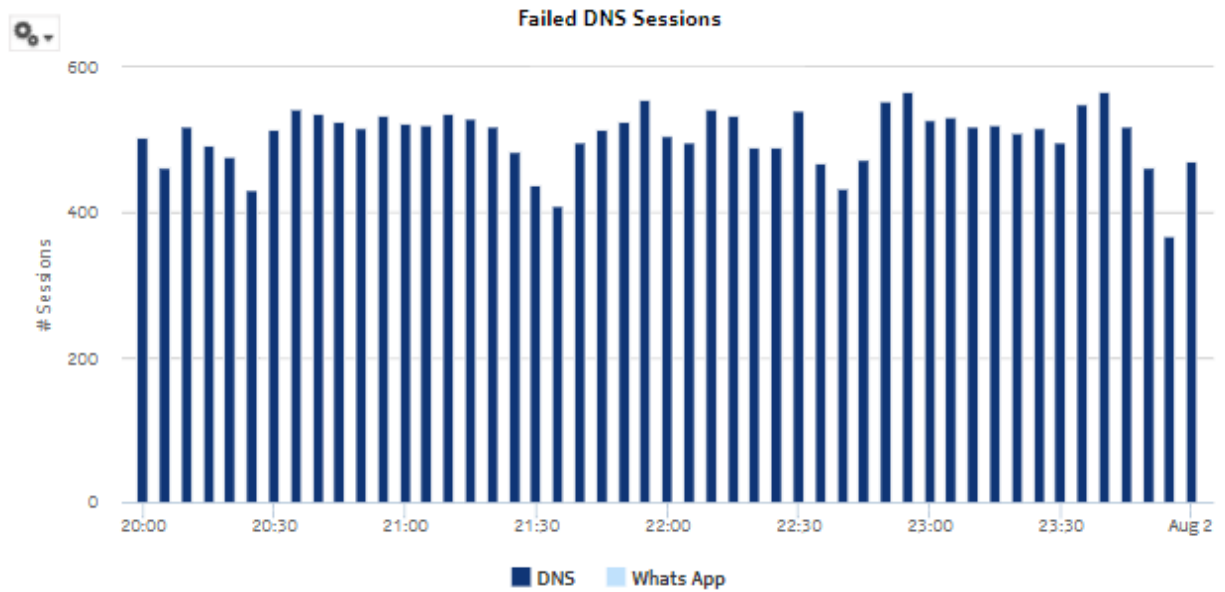 Failed DNS Sessions
600
400
200
0
# Sessions
20:00 20:30 21:00 21:30 22:00 22:30 23:00 23:30 Aug 2
DNS Whats App